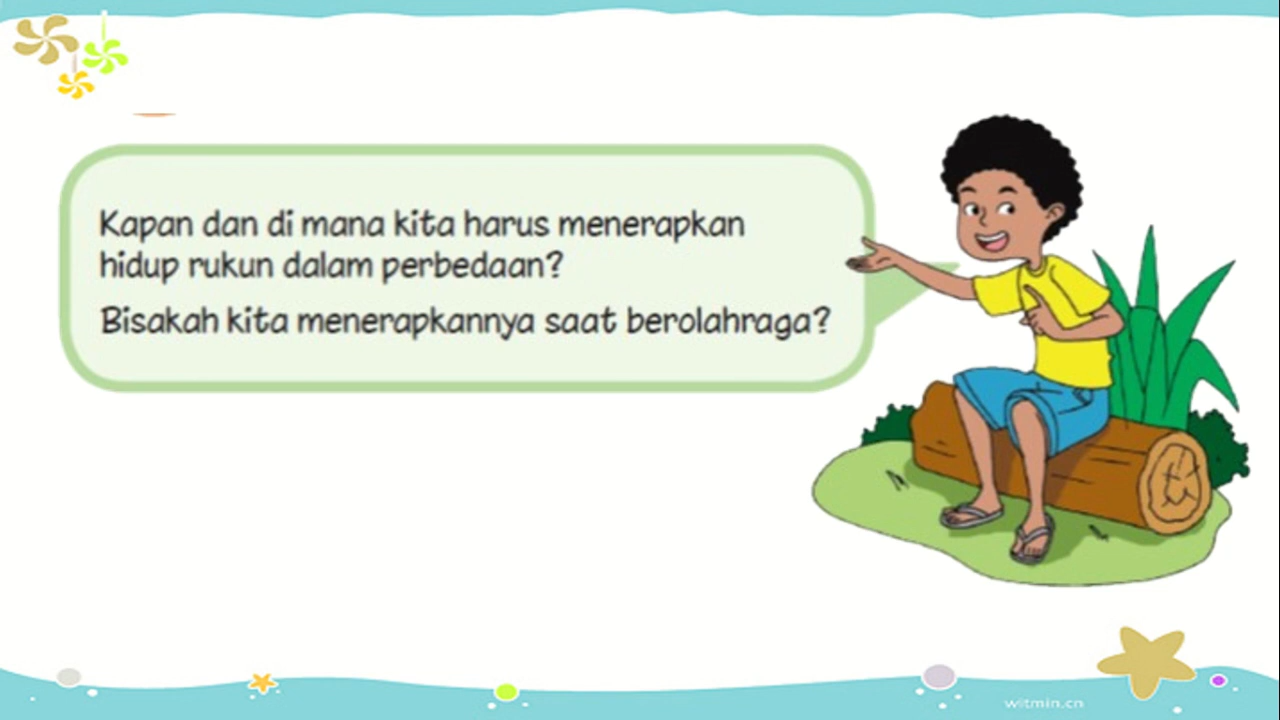 Kapan dan di mana kita harus menerapkan
hidup rukun dalam perbedaan?
Bisakah kita menerapkannya saat berolahraga?
witmin.cn